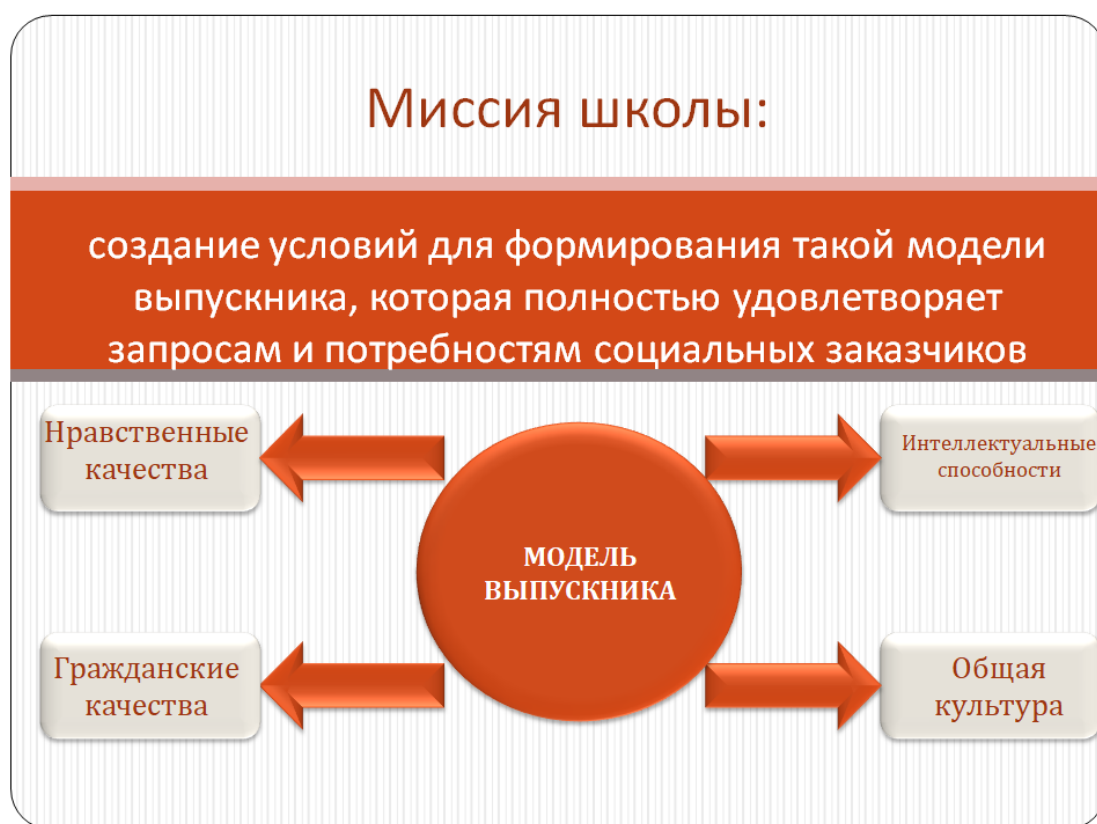 Миссия школы:
создание условий для формирования такой модели
выпускника, которая полностью удовлетворяет
запросам и потребностям социальных заказчиков
Нравственные
качества
Интеллектуальные
способности
МОДЕЛЬ
ВЫПУСКНИКА
Гражданские
качества
Общая
культура